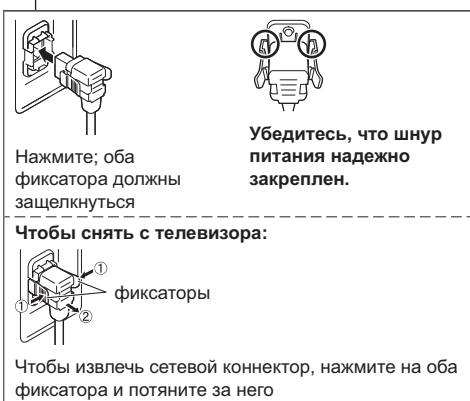 Нажмите; оба
фиксатора должны
защелкнуться
Убедитесь, что шнур
питания надежно
закреплен.
Чтобы снять с телевизора:
①
① фиксаторы
②
Чтобы извлечь сетевой коннектор, нажмите на оба
фиксатора и потяните за него